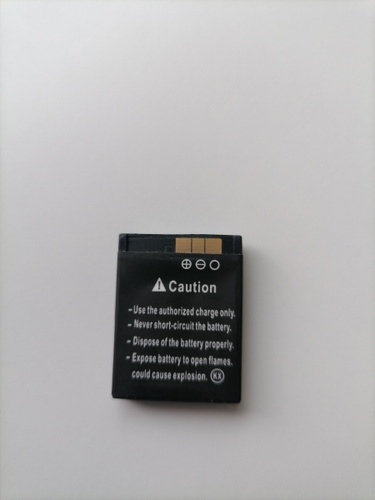 ⊕ ⊖ ○
⚠ Caution
- Use the authorized charge only.
- Never short-circuit the battery.
- Dispose of the battery properly.
- Expose battery to open flames.
could cause explosion. KX